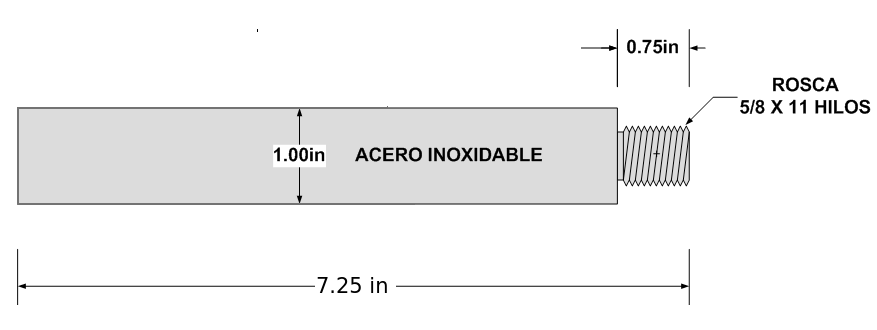 0.75in
ROSCA
5/8 X 11 HILOS
1.00in
ACERO INOXIDABLE
7.25 in